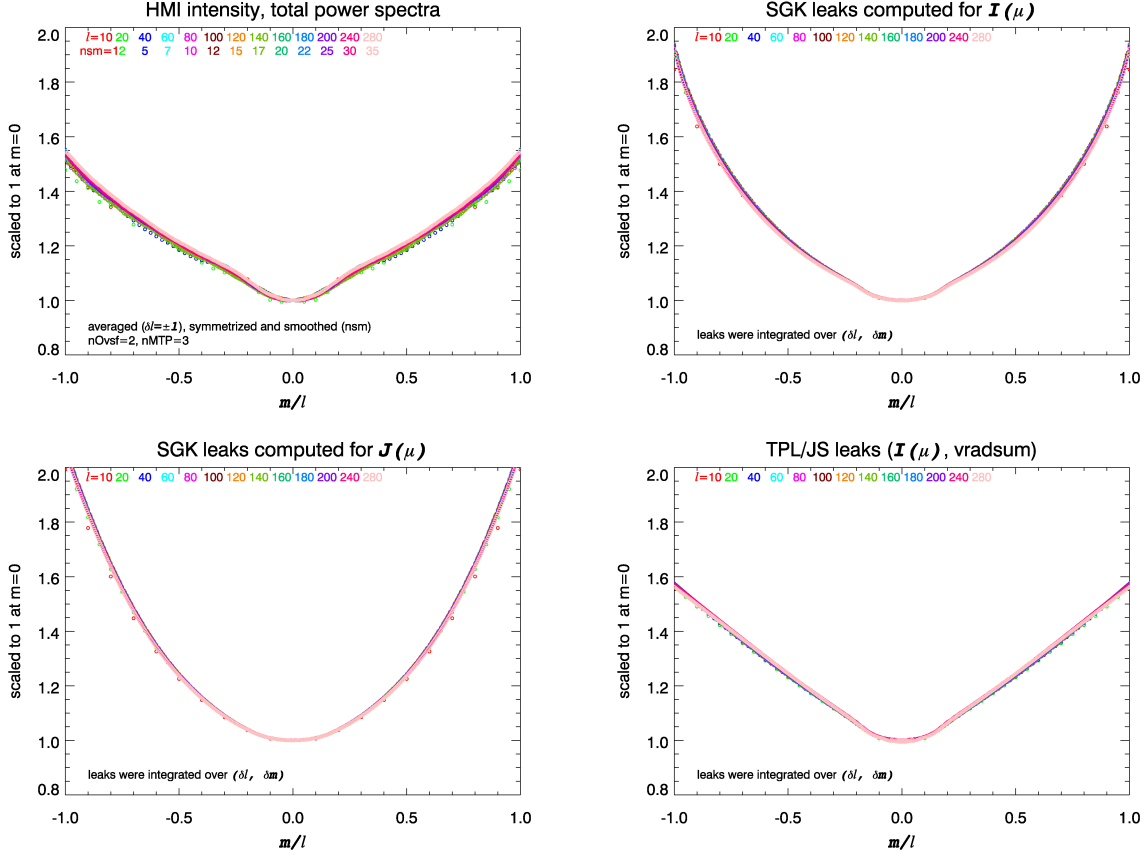 HMI intensity, total power spectra
l=10 20 40 60 80 100 120 140 160 180 200 240 280
nsm=12 5 7 10 12 15 17 20 22 25 30 35
2.0
1.8
1.6
1.4
1.2
1.0
0.8
scaled to 1 at m=0
averaged (δl=±1), symmetrized and smoothed (nsm)
nOvsf=2, nMTP=3
-1.0 -0.5 0.0 0.5 1.0
m/l
SGK leaks computed for I(μ)
l=10 20 40 60 80 100 120 140 160 180 200 240 280
2.0
1.8
1.6
1.4
1.2
1.0
0.8
scaled to 1 at m=0
leaks were integrated over (δl, δm)
-1.0 -0.5 0.0 0.5 1.0
m/l
SGK leaks computed for J(μ)
l=10 20 40 60 80 100 120 140 160 180 200 240 280
2.0
1.8
1.6
1.4
1.2
1.0
0.8
scaled to 1 at m=0
leaks were integrated over (δl, δm)
-1.0 -0.5 0.0 0.5 1.0
m/l
TPL/JS leaks (I(μ), vradsum)
l=10 20 40 60 80 100 120 140 160 180 200 240 280
2.0
1.8
1.6
1.4
1.2
1.0
0.8
scaled to 1 at m=0
leaks were integrated over (δl, δm)
-1.0 -0.5 0.0 0.5 1.0
m/l